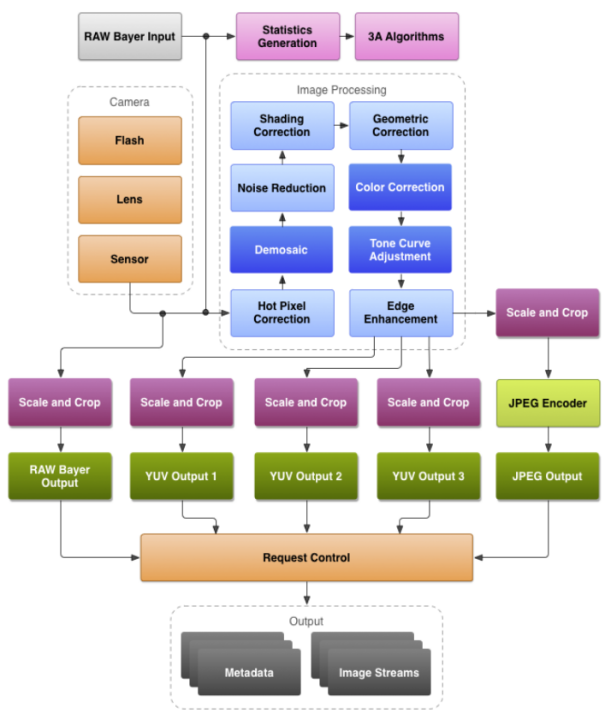 RAW Bayer Input
Statistics
Generation
3A Algorithms
Camera
Flash
Lens
Sensor
Image Processing
Shading
Correction
Geometric
Correction
Noise Reduction
Color Correction
Demosaic
Tone Curve
Adjustment
Hot Pixel
Correction
Edge
Enhancement
Scale and Crop
Scale and Crop
Scale and Crop
Scale and Crop
Scale and Crop
JPEG Encoder
RAW Bayer
Output
YUV Output 1
YUV Output 2
YUV Output 3
JPEG Output
Request Control
Output
Metadata
Image Streams